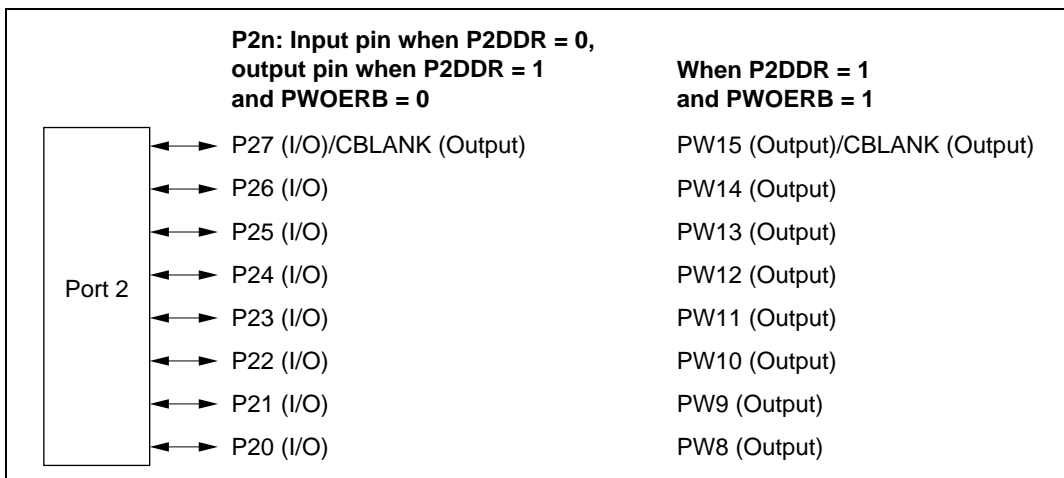 P2n: Input pin when P2DDR = 0,
output pin when P2DDR = 1
and PWOERB = 0
When P2DDR = 1
and PWOERB = 1
Port 2
P27 (I/O)/CBLANK (Output) PW15 (Output)/CBLANK (Output)
P26 (I/O) PW14 (Output)
P25 (I/O) PW13 (Output)
P24 (I/O) PW12 (Output)
P23 (I/O) PW11 (Output)
P22 (I/O) PW10 (Output)
P21 (I/O) PW9 (Output)
P20 (I/O) PW8 (Output)